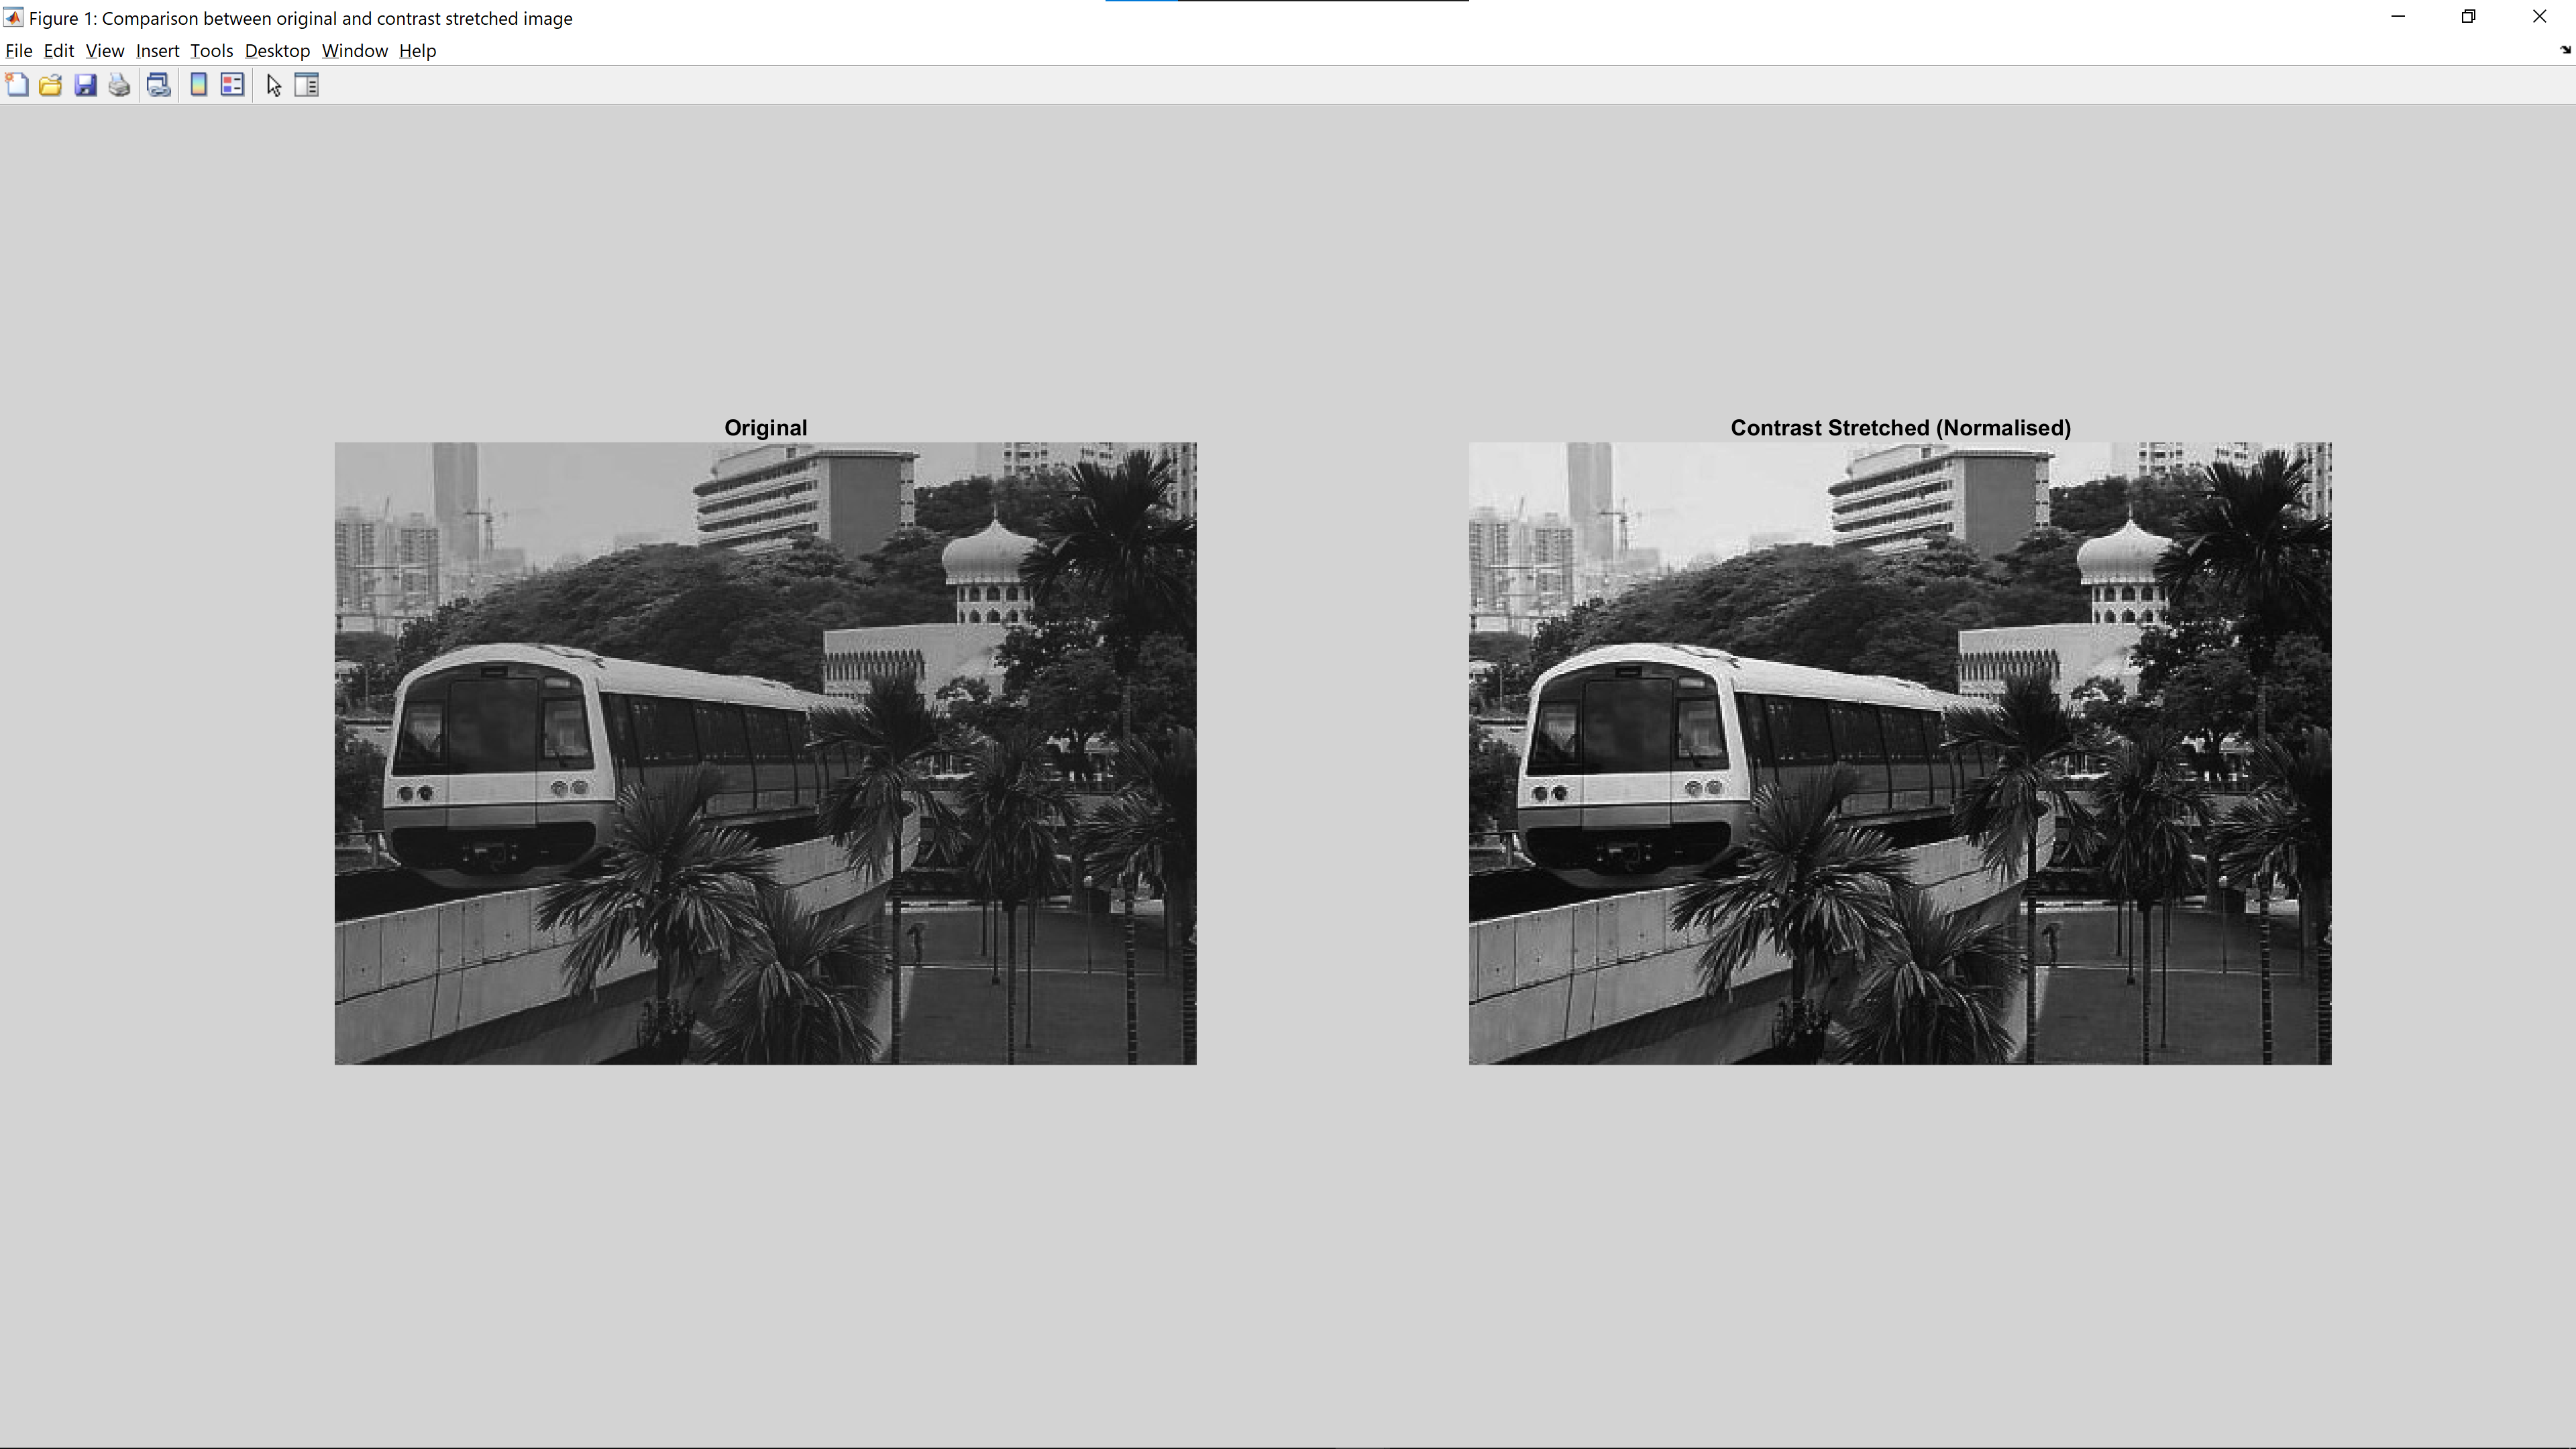 Figure 1: Comparison between original and contrast stretched image
File Edit View Insert Tools Desktop Window Help
Original
Contrast Stretched (Normalised)